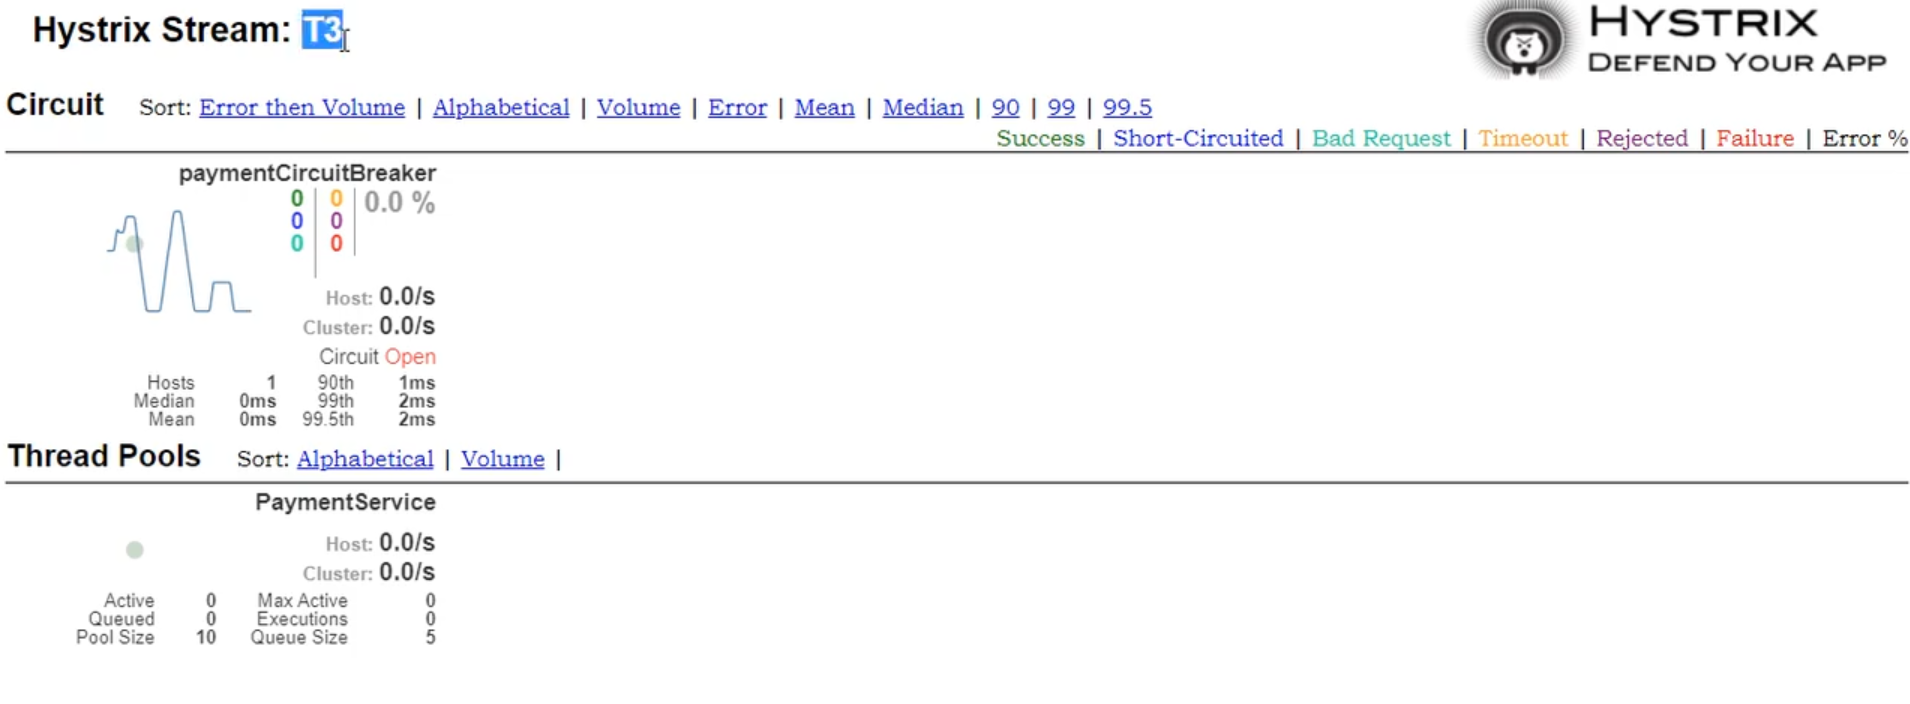 Hystrix Stream: T3
HYSTRIX
DEFEND YOUR APP
Circuit Sort: Error then Volume | Alphabetical | Volume | Error | Mean | Median | 90 | 99 | 99.5
Success | Short-Circuited | Bad Request | Timeout | Rejected | Failure | Error %
paymentCircuitBreaker
0 0 0.0 %
0 0
0 0
Host: 0.0/s
Cluster: 0.0/s
Circuit Open
Hosts 1 90th 1ms
Median 0ms 99th 2ms
Mean 0ms 99.5th 2ms
Thread Pools Sort: Alphabetical | Volume |
PaymentService
Host: 0.0/s
Cluster: 0.0/s
Active 0 Max Active 0
Queued 0 Executions 0
Pool Size 10 Queue Size 5